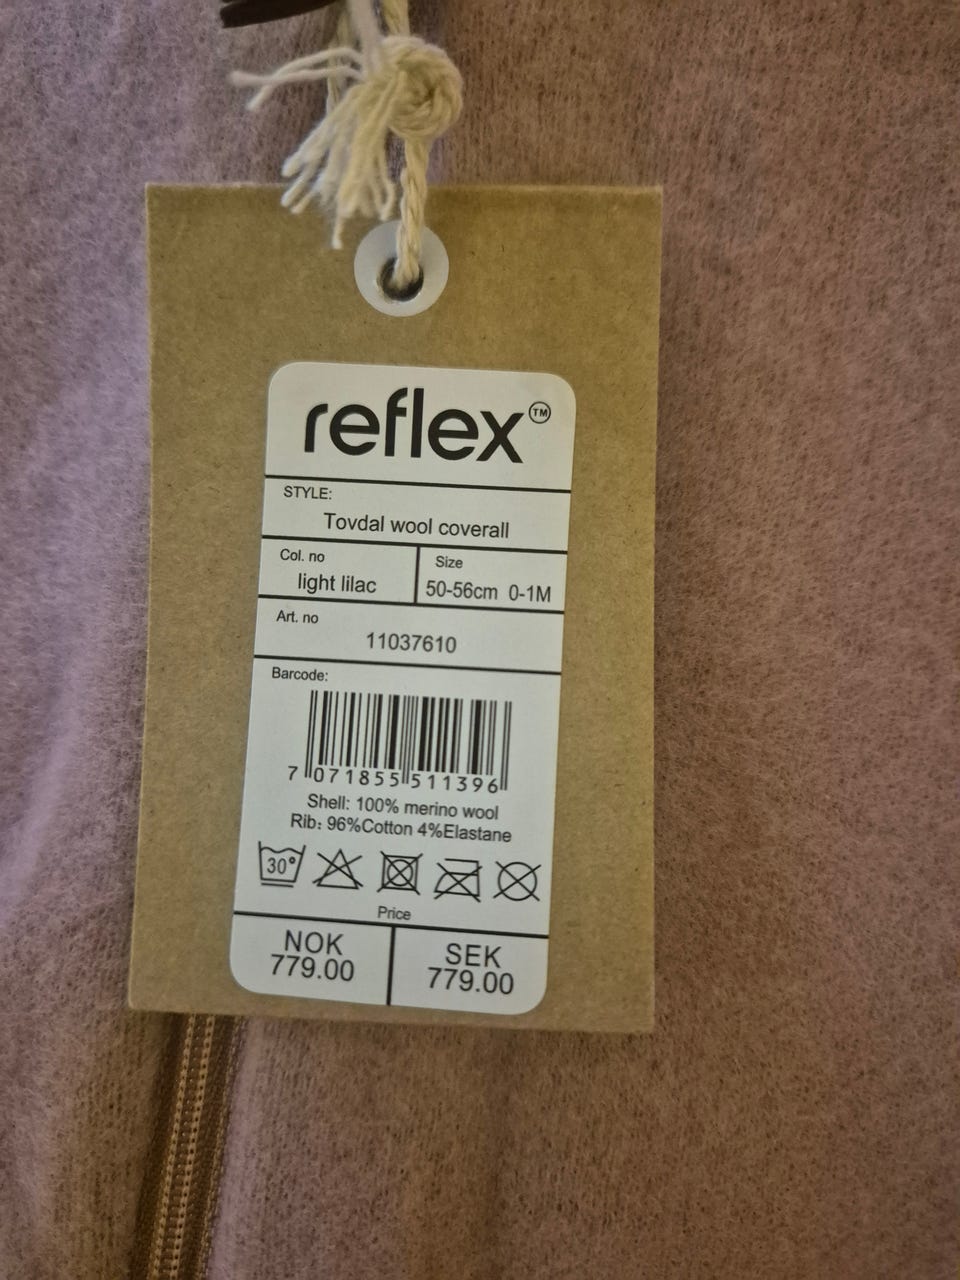 reflex™
STYLE:
Tovdal wool coverall
Col. no
light lilac
Size
50-56cm 0-1M
Art. no
11037610
Barcode:
7 071855 511396
Shell: 100% merino wool
Rib: 96%Cotton 4%Elastane
30°
Price
NOK
779.00
SEK
779.00